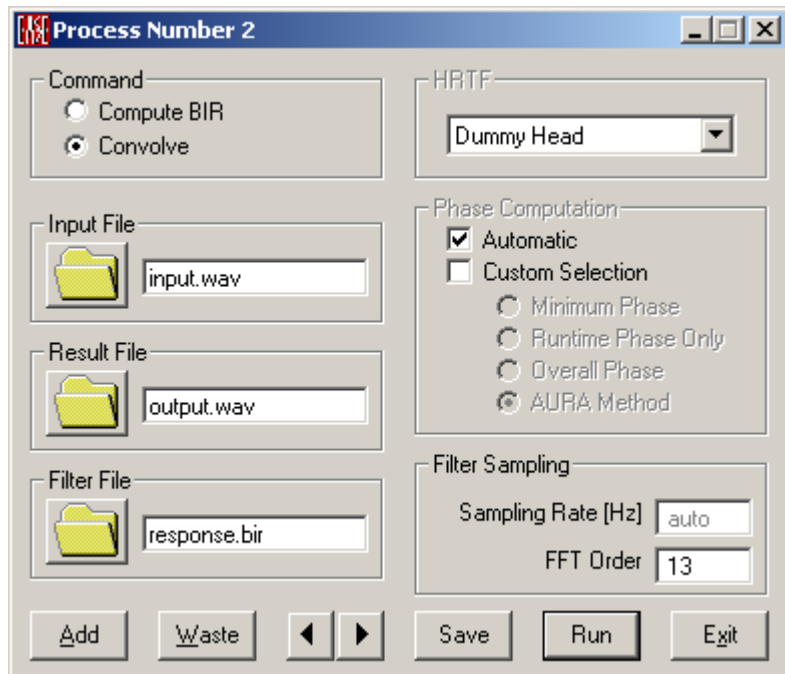 EASE
Process Number 2
Command
Compute BIR
Convolve
HRTF
Dummy Head
Input File
input.wav
Result File
output.wav
Filter File
response.bir
Phase Computation
Automatic
Custom Selection
Minimum Phase
Runtime Phase Only
Overall Phase
AURA Method
Filter Sampling
Sampling Rate [Hz] auto
FFT Order 13
Add Waste Save Run Exit